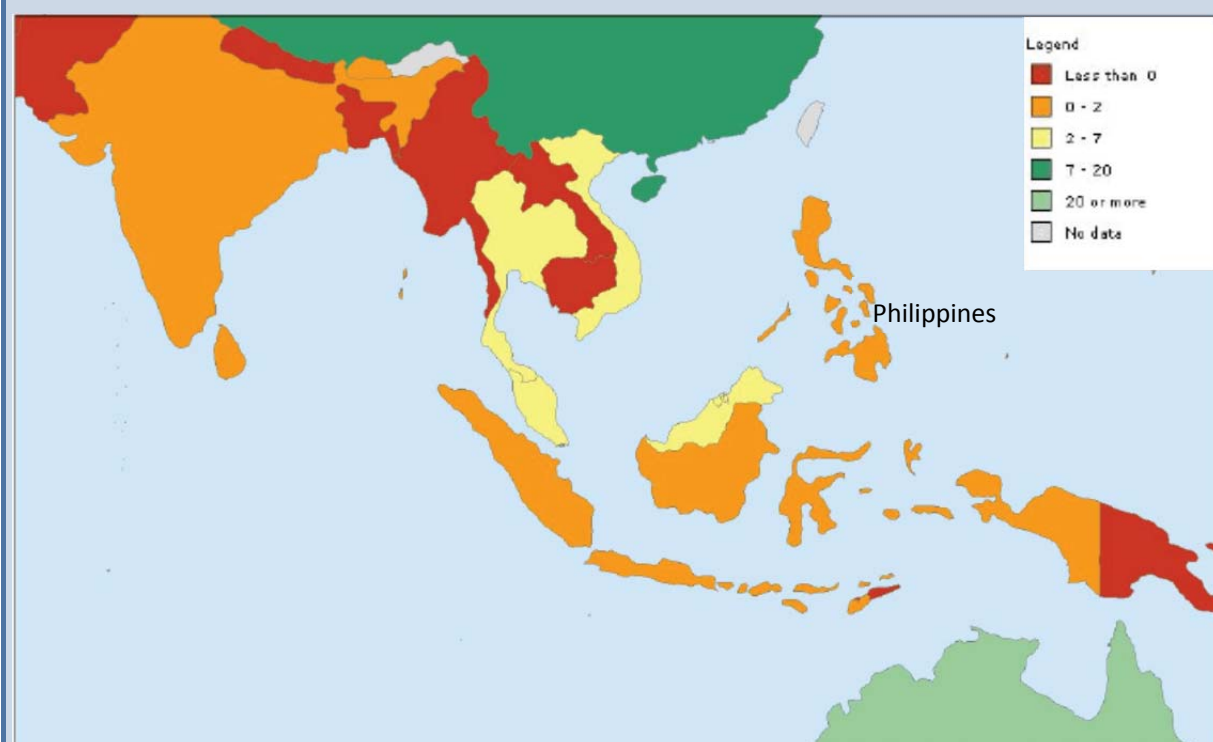 Legend
Less than 0
0 - 2
2 - 7
7 - 20
20 or more
No data
Philippines